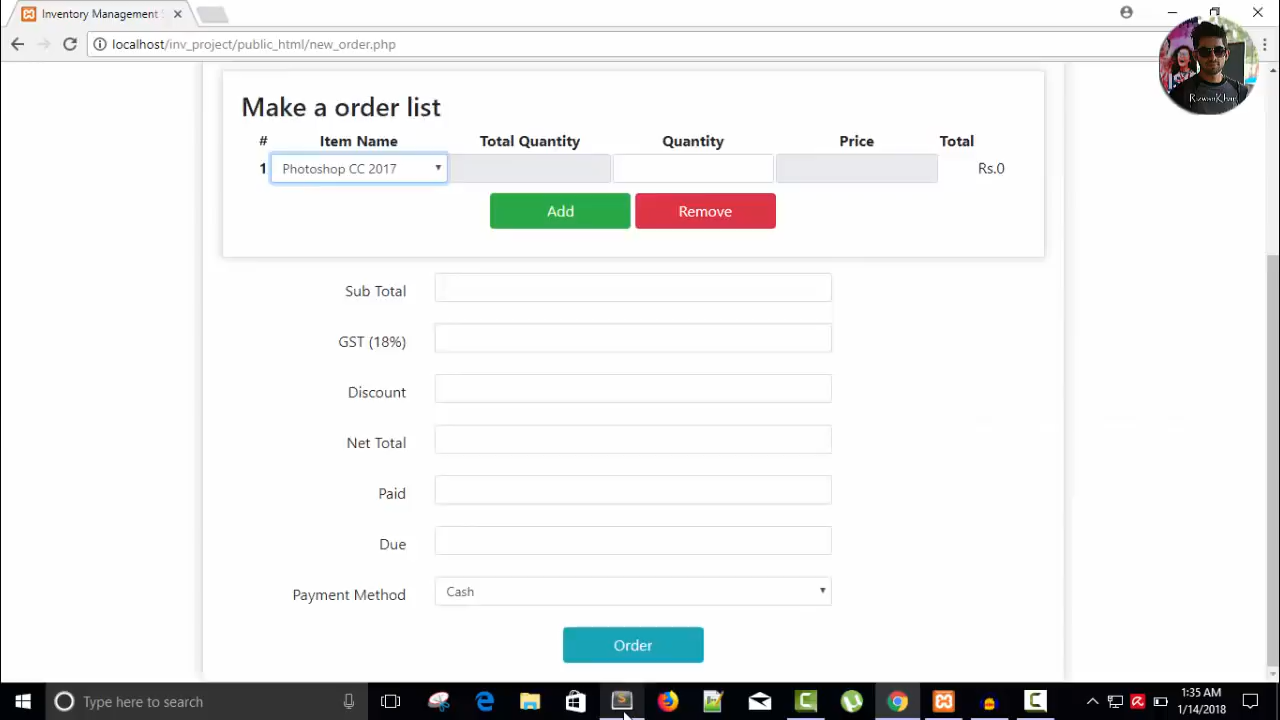 Inventory Management
localhost/inv_project/public_html/new_order.php
RizwanKhan
Make a order list
# Item Name Total Quantity Quantity Price Total
1 Photoshop CC 2017 Rs.0
Add Remove
Sub Total
GST (18%)
Discount
Net Total
Paid
Due
Payment Method Cash
Order
Type here to search
1:35 AM
1/14/2018